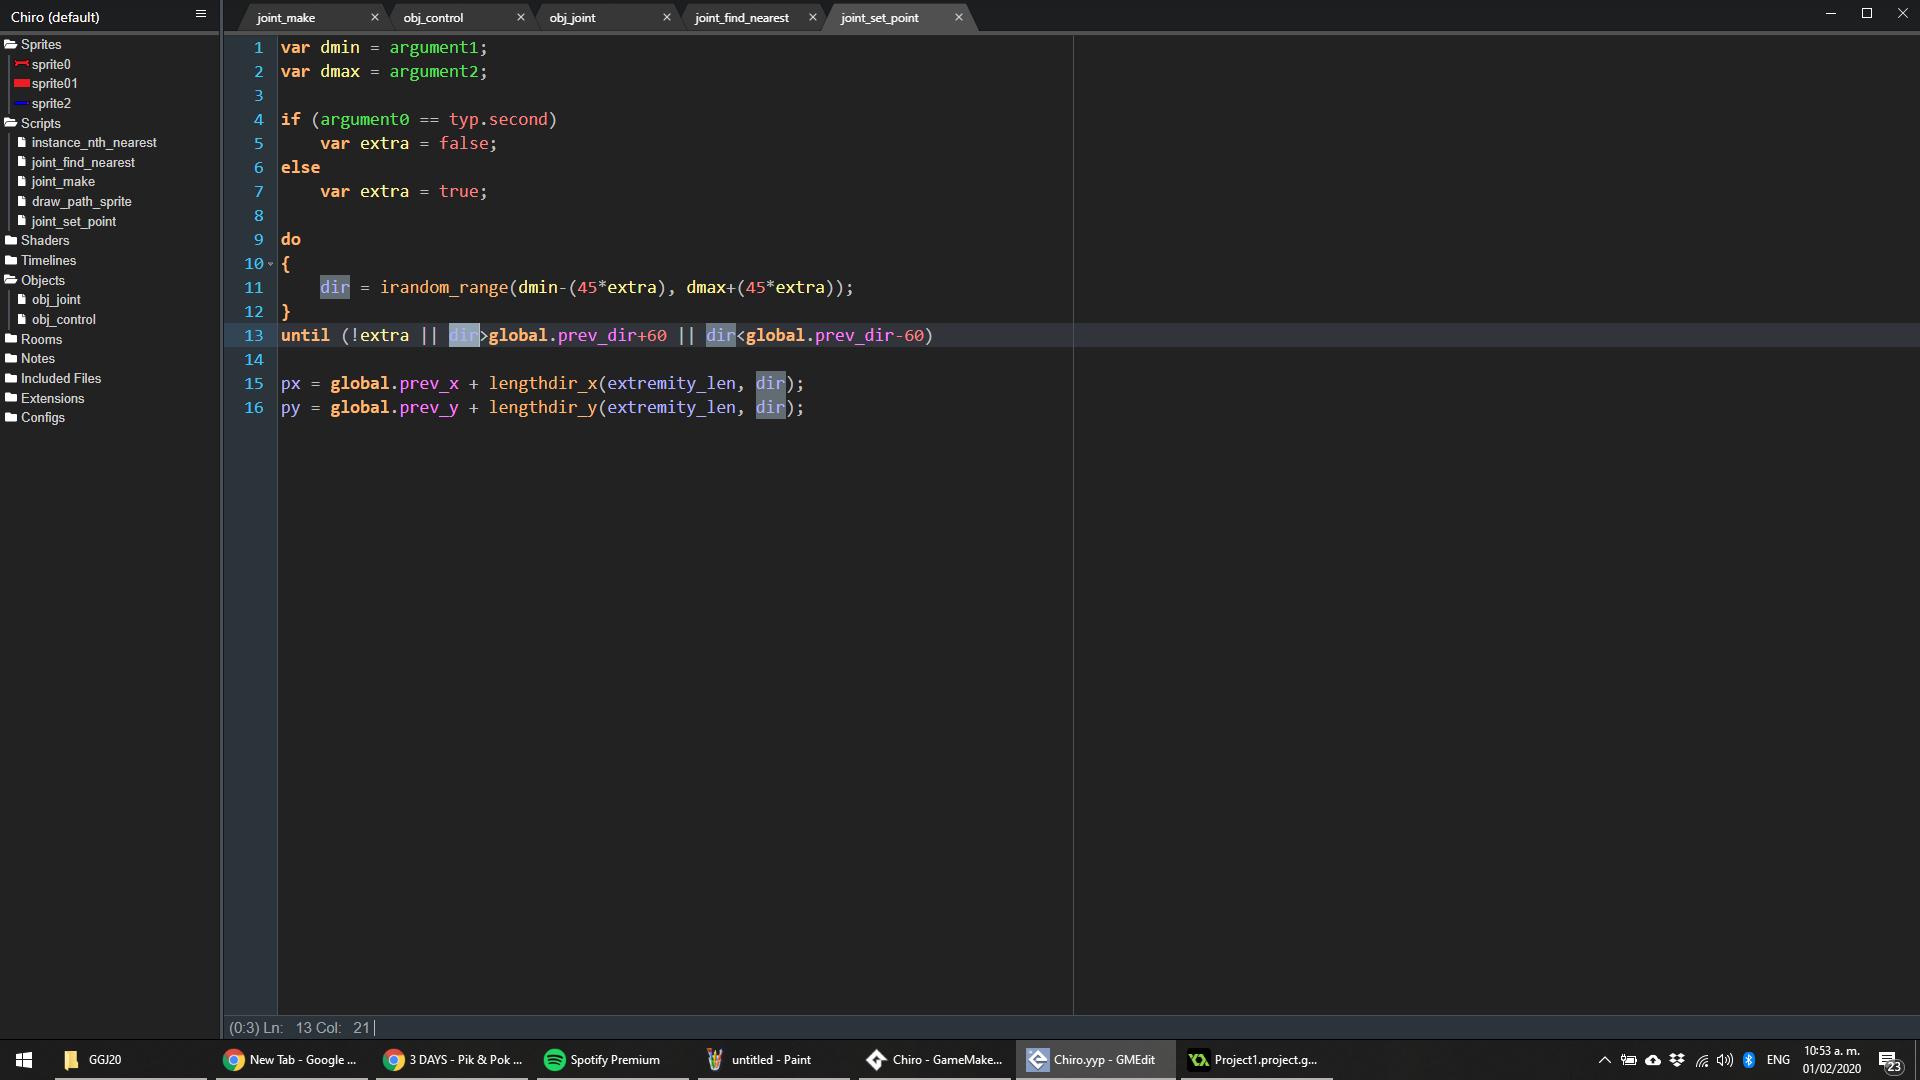 Chiro (default)
joint_make
obj_control
obj_joint
joint_find_nearest
joint_set_point
Sprites
sprite0
sprite01
sprite2
Scripts
instance_nth_nearest
joint_find_nearest
joint_make
draw_path_sprite
joint_set_point
Shaders
Timelines
Objects
obj_joint
obj_control
Rooms
Notes
Included Files
Extensions
Configs
1 var dmin = argument1;
2 var dmax = argument2;
3
4 if (argument0 == typ.second)
5     var extra = false;
6 else
7     var extra = true;
8
9 do
10 {
11     dir = irandom_range(dmin-(45*extra), dmax+(45*extra));
12 }
13 until (!extra || dir>global.prev_dir+60 || dir<global.prev_dir-60)
14
15 px = global.prev_x + lengthdir_x(extremity_len, dir);
16 py = global.prev_y + lengthdir_y(extremity_len, dir);
(0:3) Ln: 13 Col: 21
GGJ20
New Tab - Google ...
3 DAYS - Pik & Pok ...
Spotify Premium
untitled - Paint
Chiro - GameMake...
Chiro.yyp - GMEdit
Project1.project.g...
ENG
10:53 a. m.
01/02/2020
23